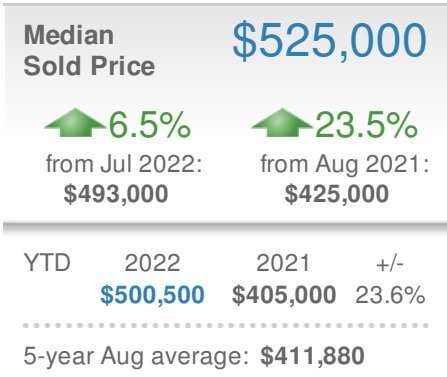 Median
Sold Price
$525,000
6.5%
from Jul 2022:
$493,000
23.5%
from Aug 2021:
$425,000
YTD 2022 2021 +/-
$500,500 $405,000 23.6%
5-year Aug average: $411,880